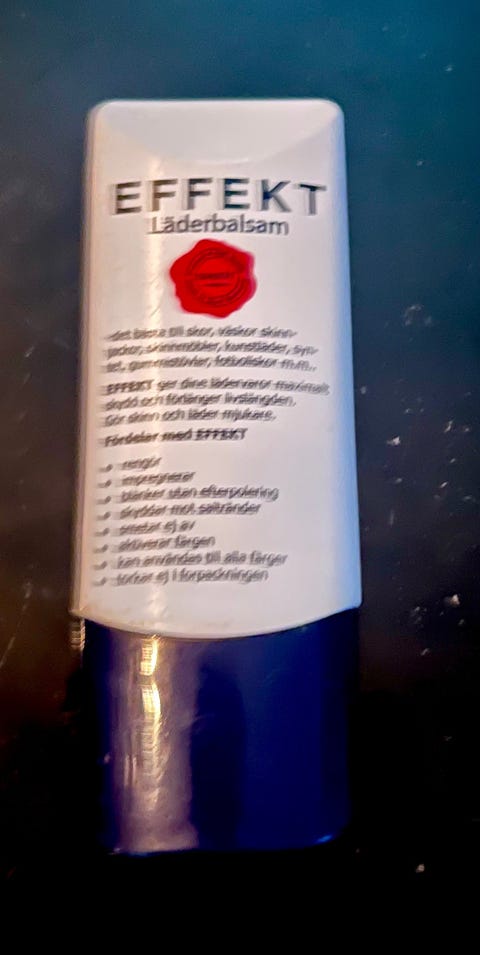 EFFEKT
Läderbalsam
det bästa till skor, väskor skinn-
jackor, skinnmöbler, konstläder, syn-
tet, gummistövlar, fotbollskor m.m..
EFFEKT ger dina lädervaror maximalt
skydd och förlänger livslängden.
Gör skinn och läder mjukare.
Fördelar med EFFEKT
rengör
impregnerar
blanker utan efterpolering
skyddar mot saltränder
smetar ej av
aktiverar färgen
kan användas till alla färger
torkar ej i förpackningen